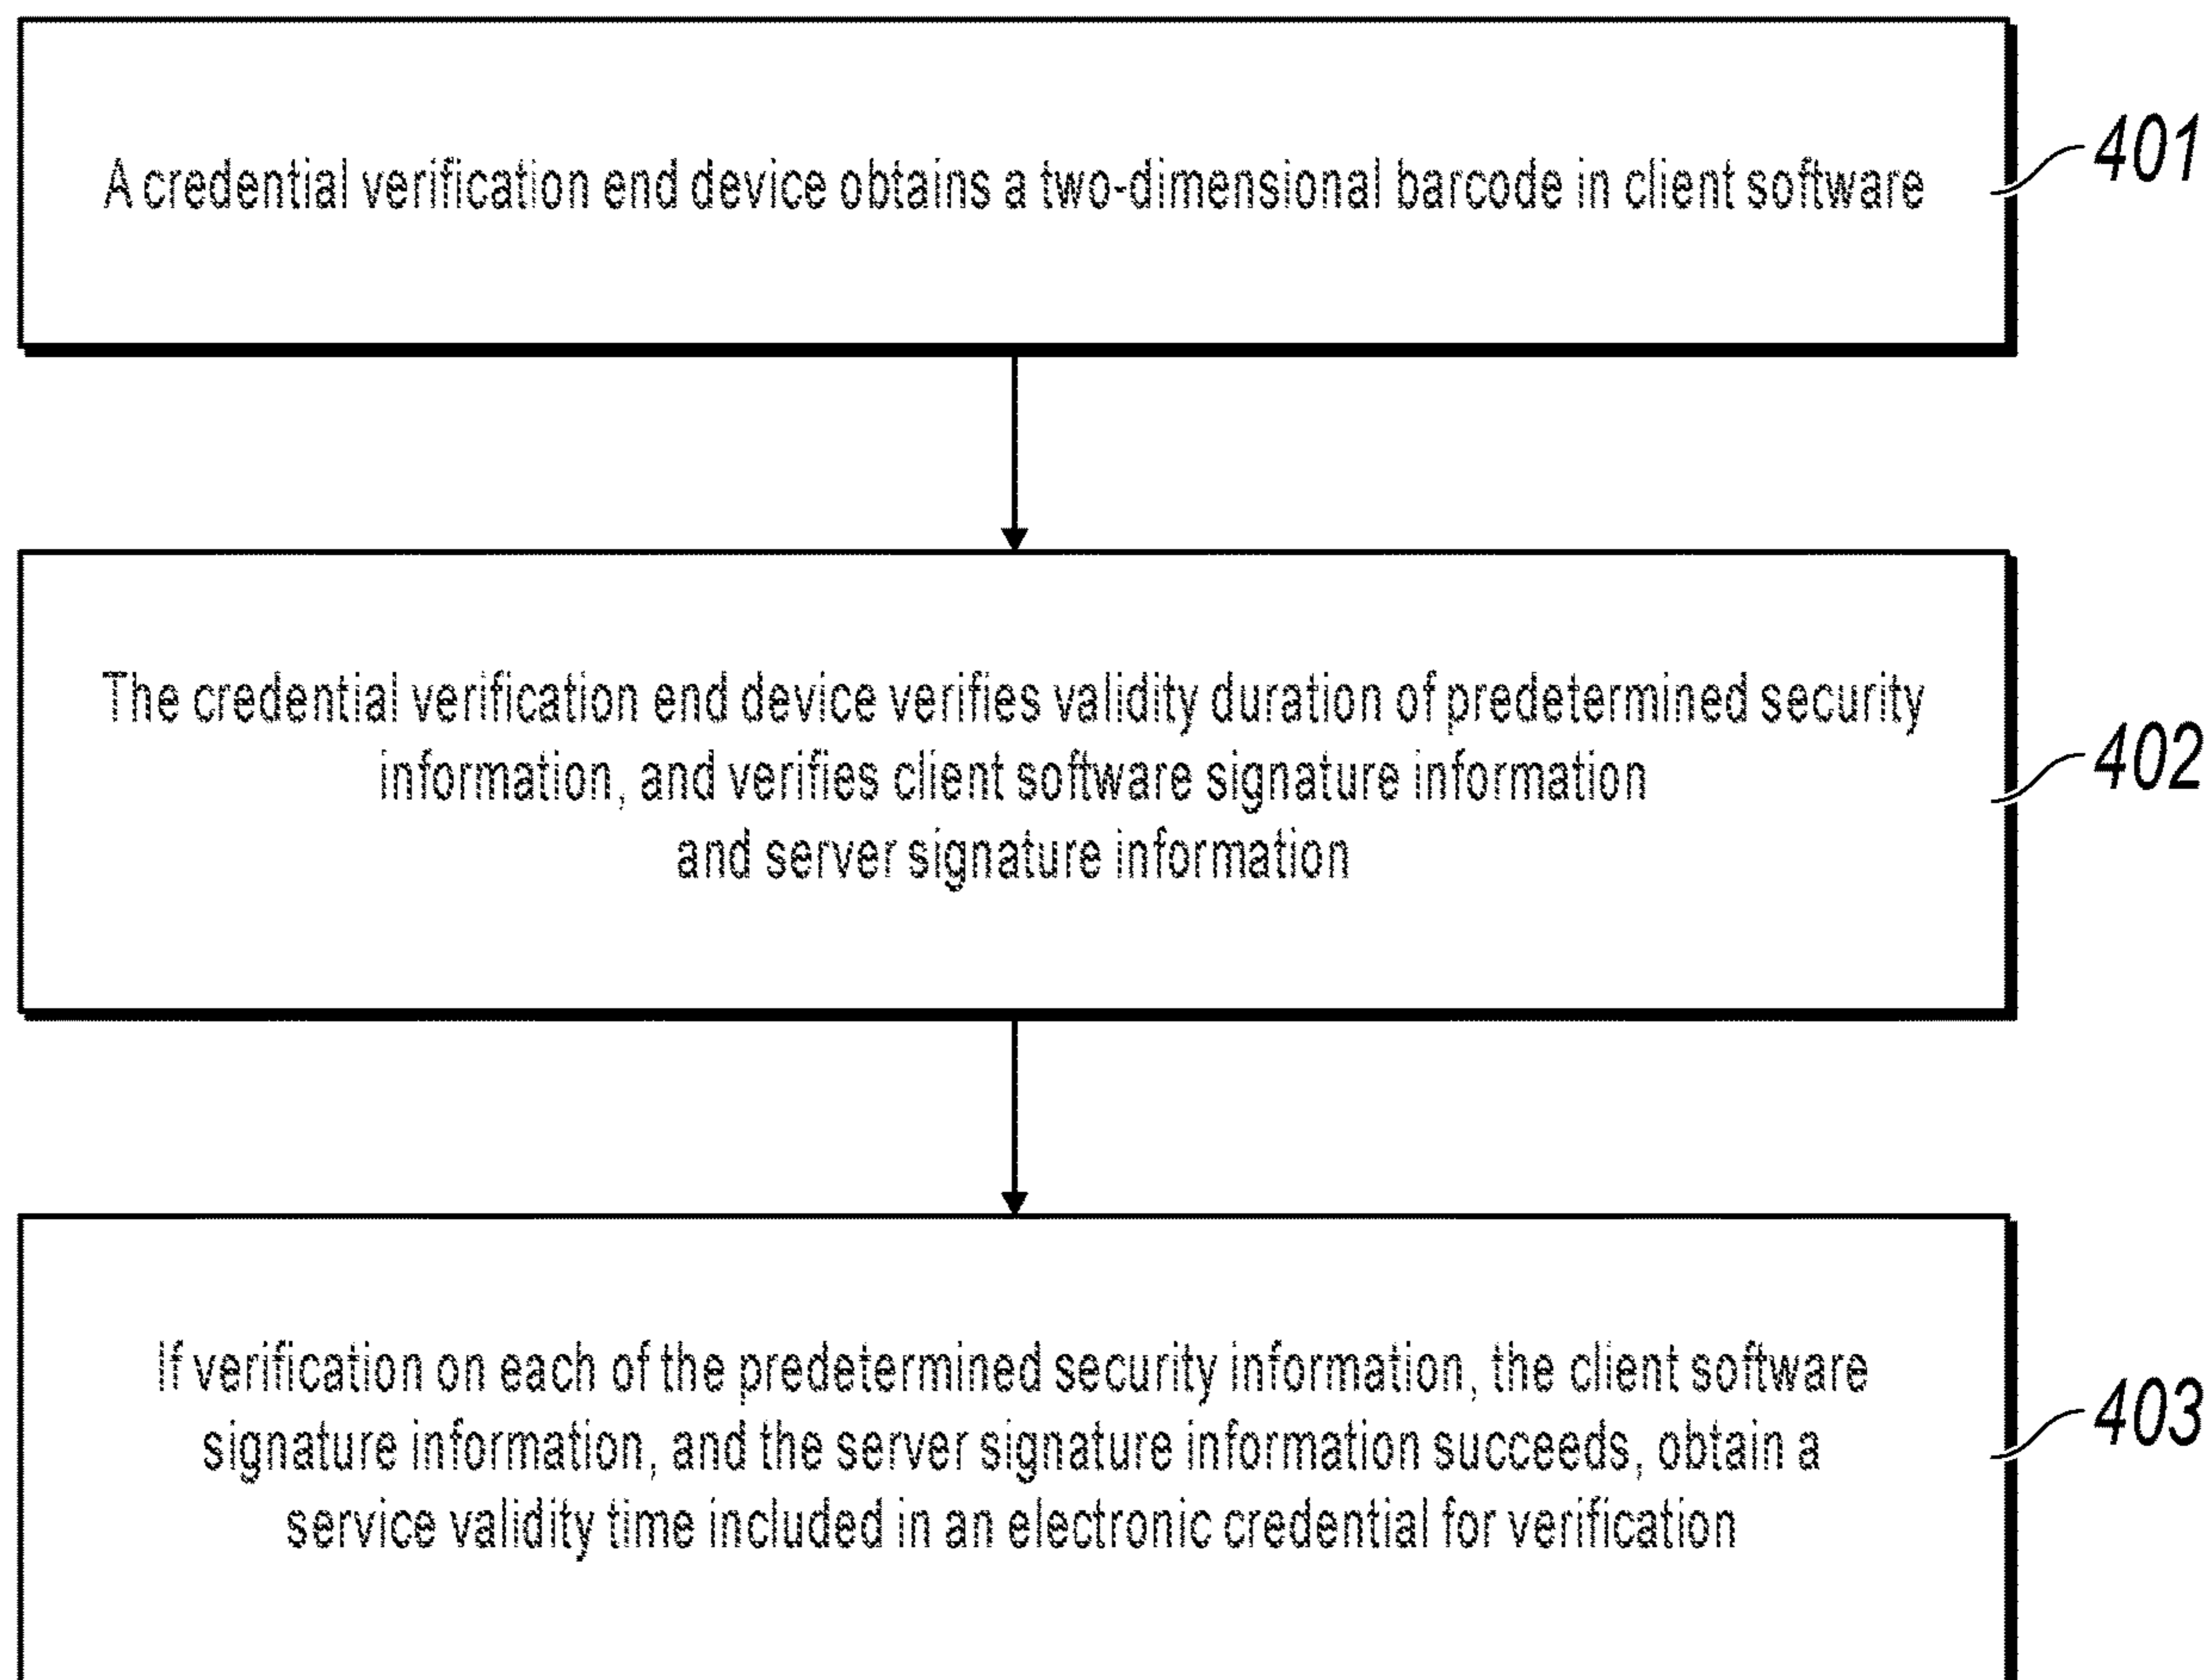 A credential verification end device obtains a two-dimensional barcode in client software
401
The credential verification end device verifies validity duration of predetermined security
information, and verifies client software signature information
and server signature information
402
If verification on each of the predetermined security information, the client software
signature information, and the server signature information succeeds, obtain a
service validity time included in an electronic credential for verification
403